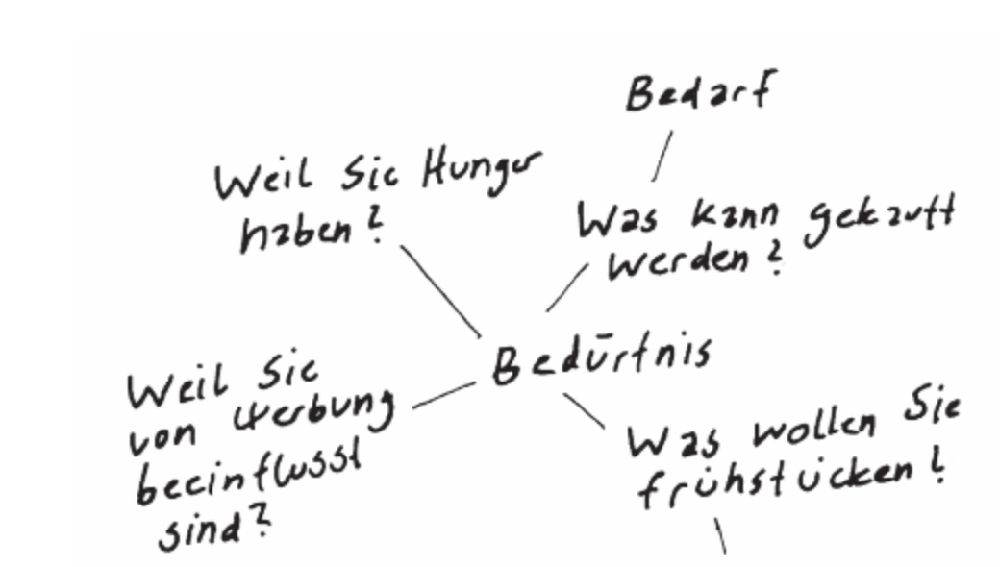 Bedarf
Weil Sie Hunger
haben?
Was kann gekauft
werden?
Bedürfnis
Weil Sie
von Werbung
beeinflusst
sind?
Was wollen Sie
frühstücken?